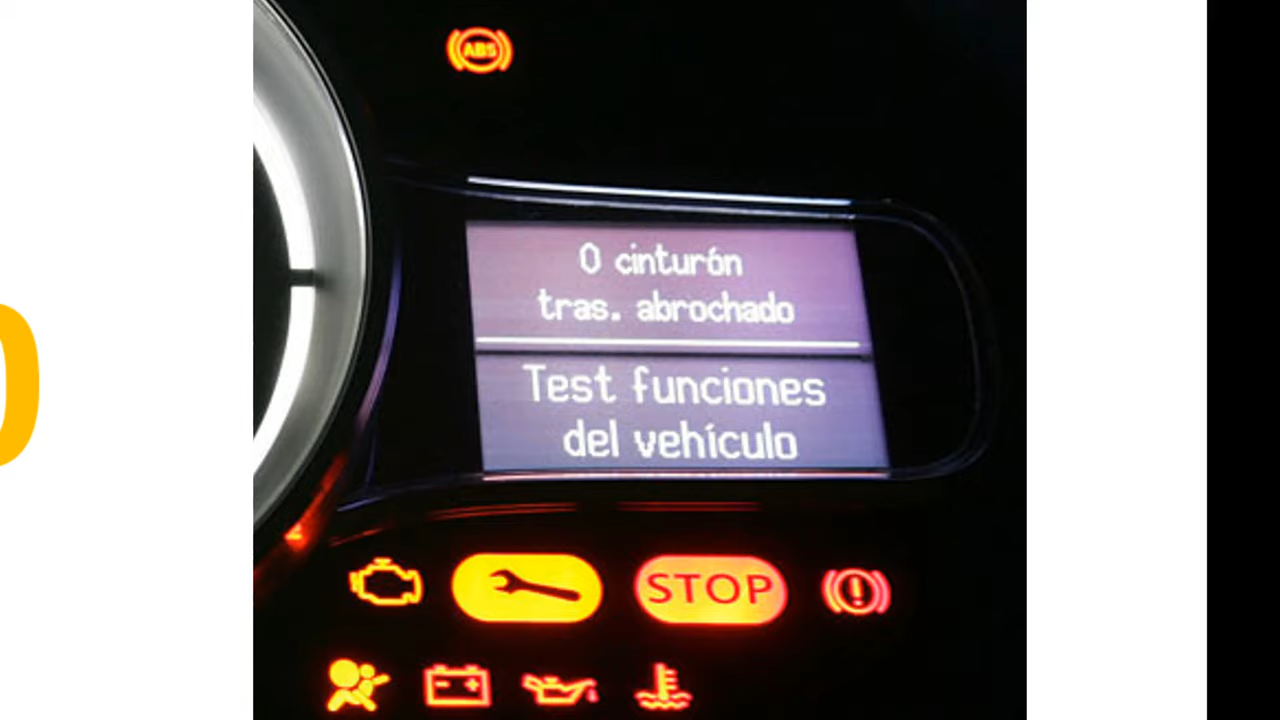 ABS
0 cinturón
tras. abrochado
Test funciones
del vehículo
STOP